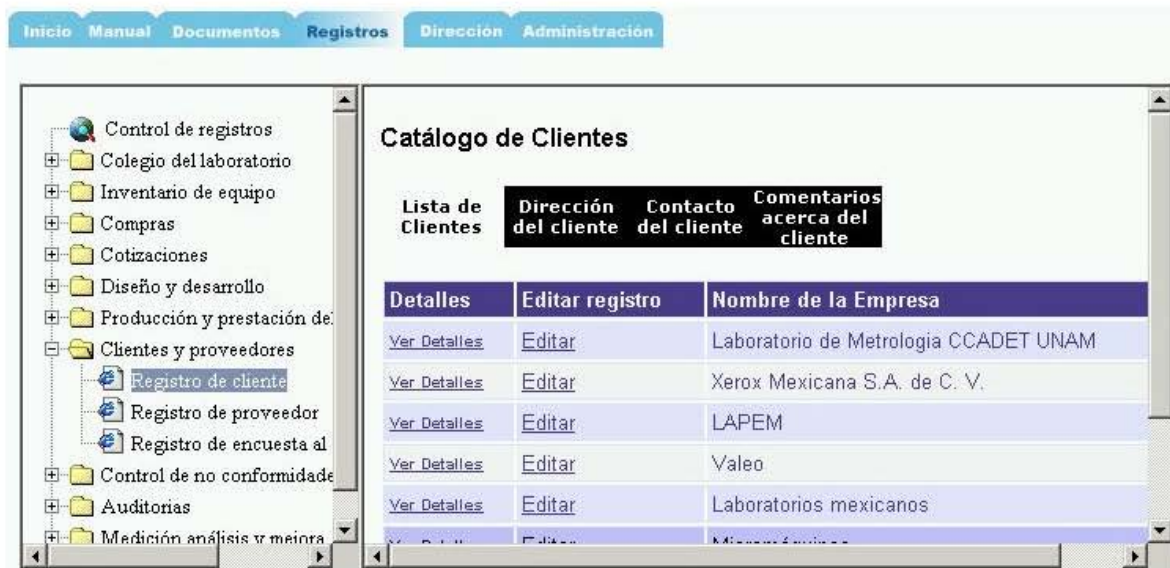 Inicio Manual Documentos Registros Dirección Administración
Control de registros
Colegio del laboratorio
Inventario de equipo
Compras
Cotizaciones
Diseño y desarrollo
Producción y prestación del
Clientes y proveedores
Registro de cliente
Registro de proveedor
Registro de encuesta al
Control de no conformidade
Auditorias
Medición análisis y mejora
Catálogo de Clientes
Lista de Clientes
Dirección del cliente
Contacto del cliente
Comentarios acerca del cliente
Detalles Editar registro Nombre de la Empresa
Ver Detalles Editar Laboratorio de Metrologia CCADET UNAM
Ver Detalles Editar Xerox Mexicana S.A. de C. V.
Ver Detalles Editar LAPEM
Ver Detalles Editar Valeo
Ver Detalles Editar Laboratorios mexicanos